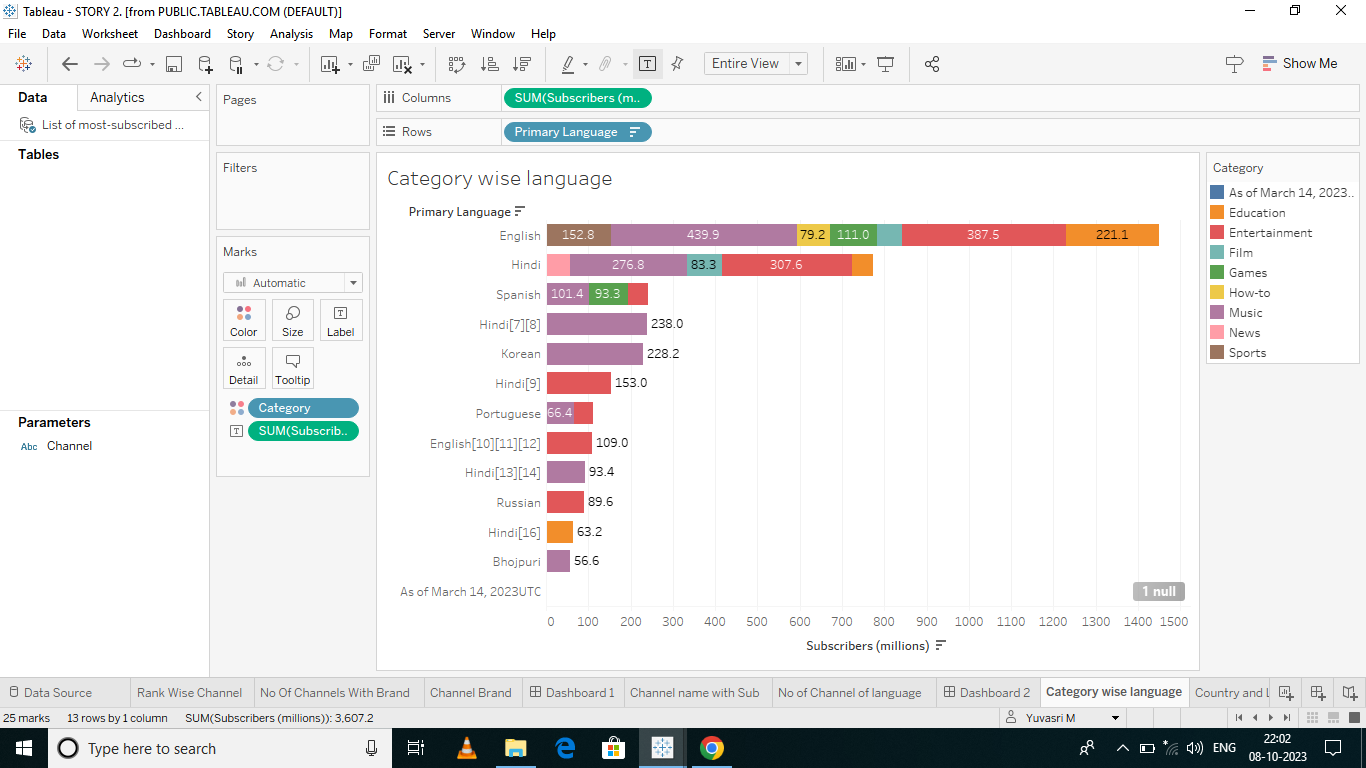 Tableau - STORY 2. [from PUBLIC.TABLEAU.COM (DEFAULT)]
File Data Worksheet Dashboard Story Analysis Map Format Server Window Help
Entire View
Show Me
Data Analytics
List of most-subscribed ...
Tables
Parameters
Abc Channel
Pages
Filters
Marks
Automatic
Color Size Label
Detail Tooltip
Category
SUM(Subscrib..
Columns SUM(Subscribers (m..
Rows Primary Language
Category wise language
Primary Language
English 152.8 439.9 79.2 111.0 387.5 221.1
Hindi 276.8 83.3 307.6
Spanish 101.4 93.3
Hindi[7][8] 238.0
Korean 228.2
Hindi[9] 153.0
Portuguese 66.4
English[10][11][12] 109.0
Hindi[13][14] 93.4
Russian 89.6
Hindi[16] 63.2
Bhojpuri 56.6
As of March 14, 2023UTC
1 null
0 100 200 300 400 500 600 700 800 900 1000 1100 1200 1300 1400 1500
Subscribers (millions)
Category
As of March 14, 2023..
Education
Entertainment
Film
Games
How-to
Music
News
Sports
Data Source Rank Wise Channel No Of Channels With Brand Channel Brand Dashboard 1 Channel name with Sub No of Channel of language Dashboard 2 Category wise language Country and L
25 marks 13 rows by 1 column SUM(Subscribers (millions)): 3,607.2 Yuvasri M
Type here to search
ENG
22:02
08-10-2023